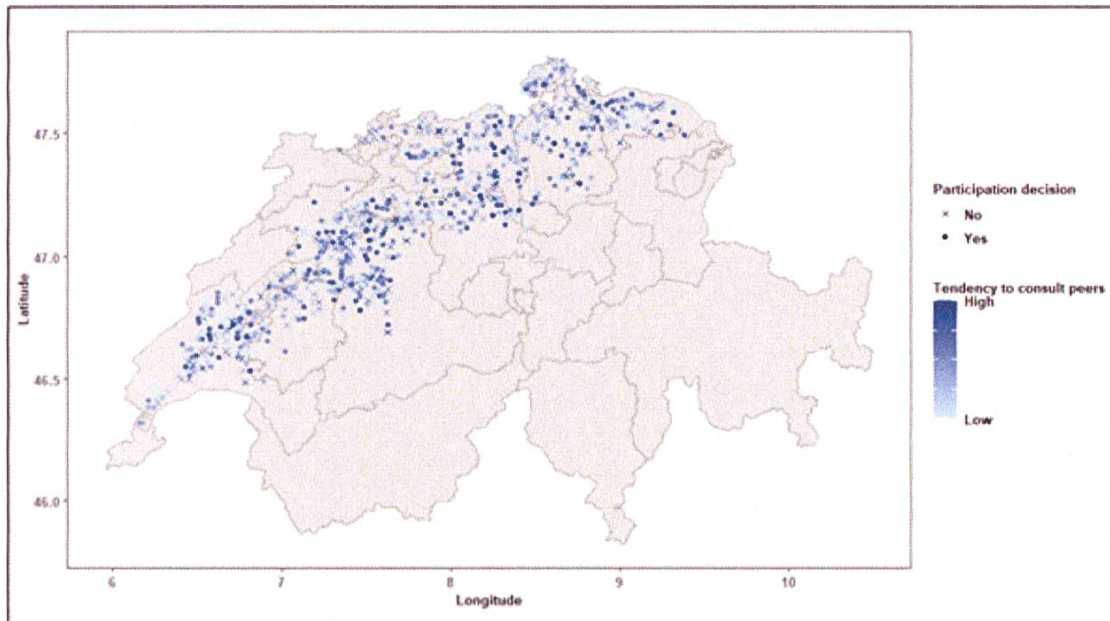 47.5
47.0
46.5
46.0
Latitude
6
7
8
9
10
Longitude
Participation decision
No
Yes
Tendency to consult peers
High
Low